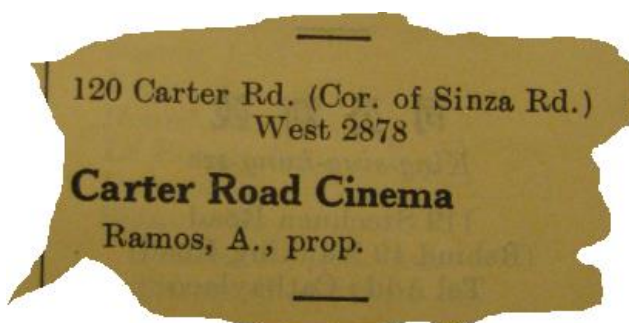 120 Carter Rd. (Cor. of Sinza Rd.)
West 2878
Carter Road Cinema
Ramos, A., prop.